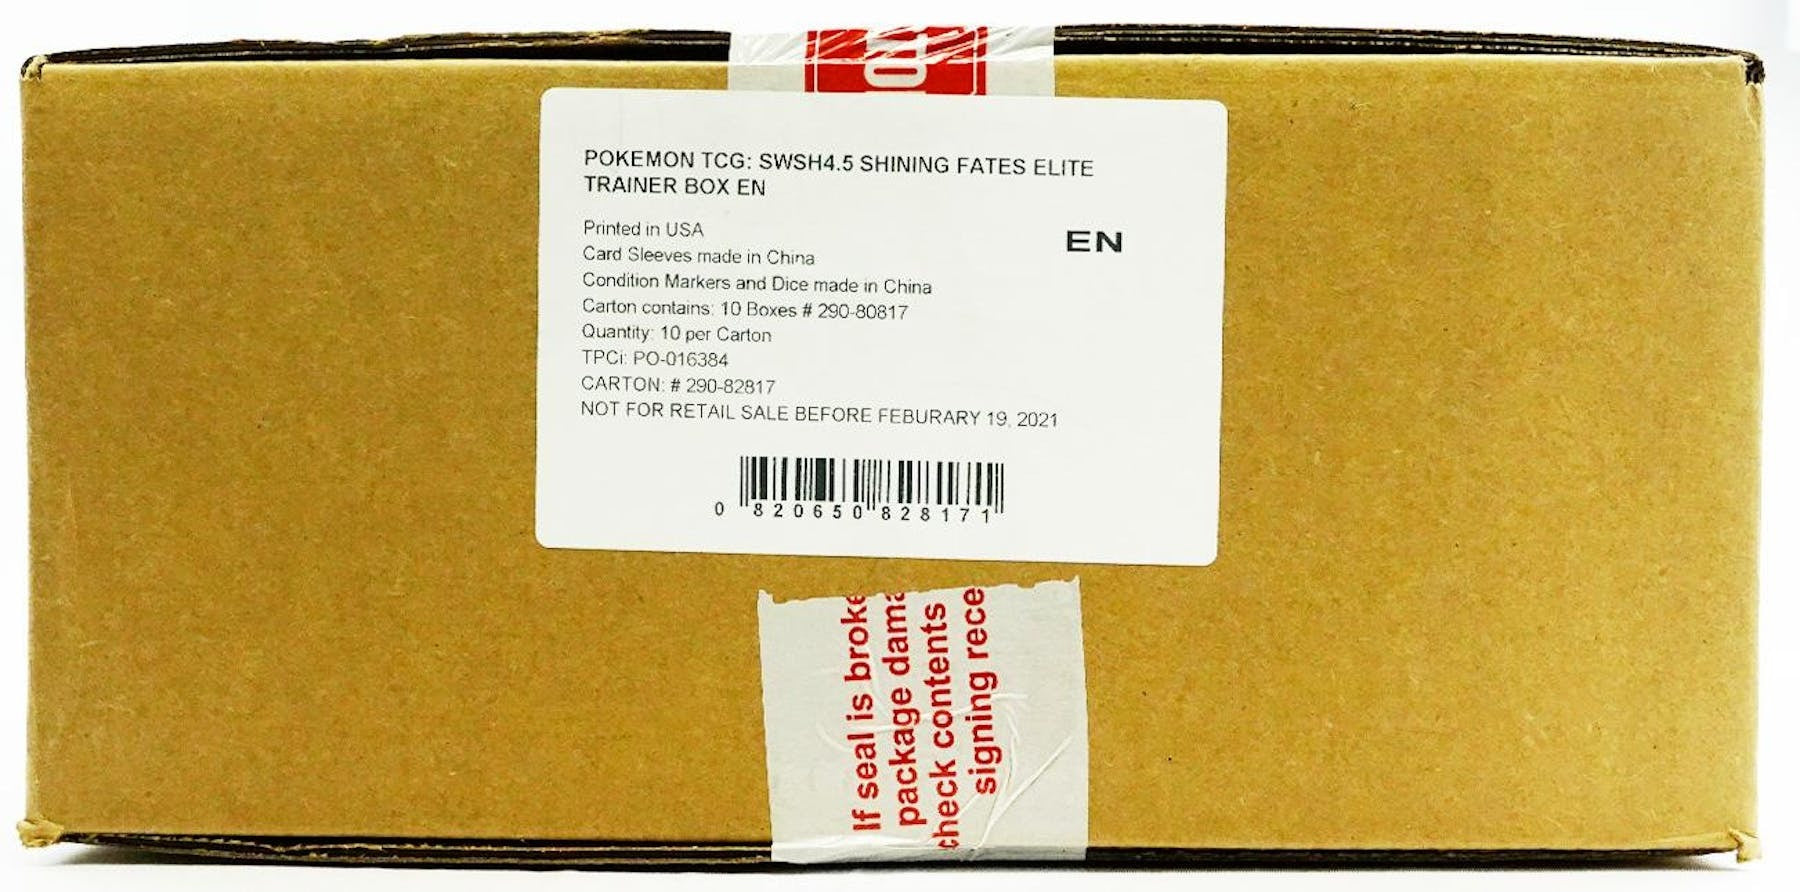 POKEMON TCG: SWSH4.5 SHINING FATES ELITE
TRAINER BOX EN
Printed in USA
EN
Card Sleeves made in China
Condition Markers and Dice made in China
Carton contains: 10 Boxes # 290-80817
Quantity: 10 per Carton
TPCi: PO-016384
CARTON: # 290-82817
NOT FOR RETAIL SALE BEFORE FEBURARY 19, 2021
0 820650 828171
If seal is broke
package dama
check contents
signing rece